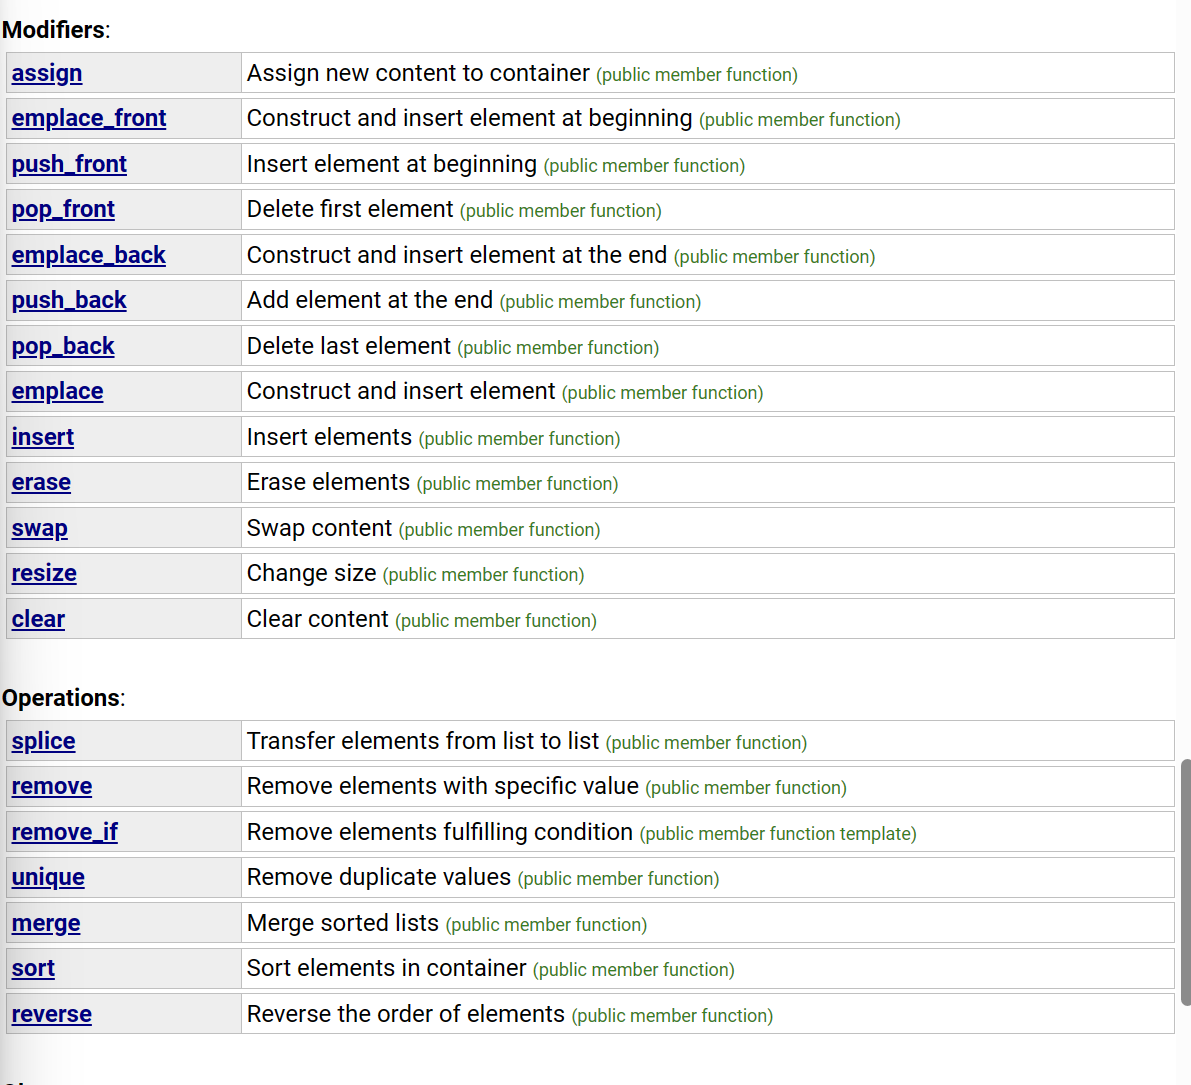 Modifiers:
assign Assign new content to container (public member function)
emplace_front Construct and insert element at beginning (public member function)
push_front Insert element at beginning (public member function)
pop_front Delete first element (public member function)
emplace_back Construct and insert element at the end (public member function)
push_back Add element at the end (public member function)
pop_back Delete last element (public member function)
emplace Construct and insert element (public member function)
insert Insert elements (public member function)
erase Erase elements (public member function)
swap Swap content (public member function)
resize Change size (public member function)
clear Clear content (public member function)
Operations:
splice Transfer elements from list to list (public member function)
remove Remove elements with specific value (public member function)
remove_if Remove elements fulfilling condition (public member function template)
unique Remove duplicate values (public member function)
merge Merge sorted lists (public member function)
sort Sort elements in container (public member function)
reverse Reverse the order of elements (public member function)